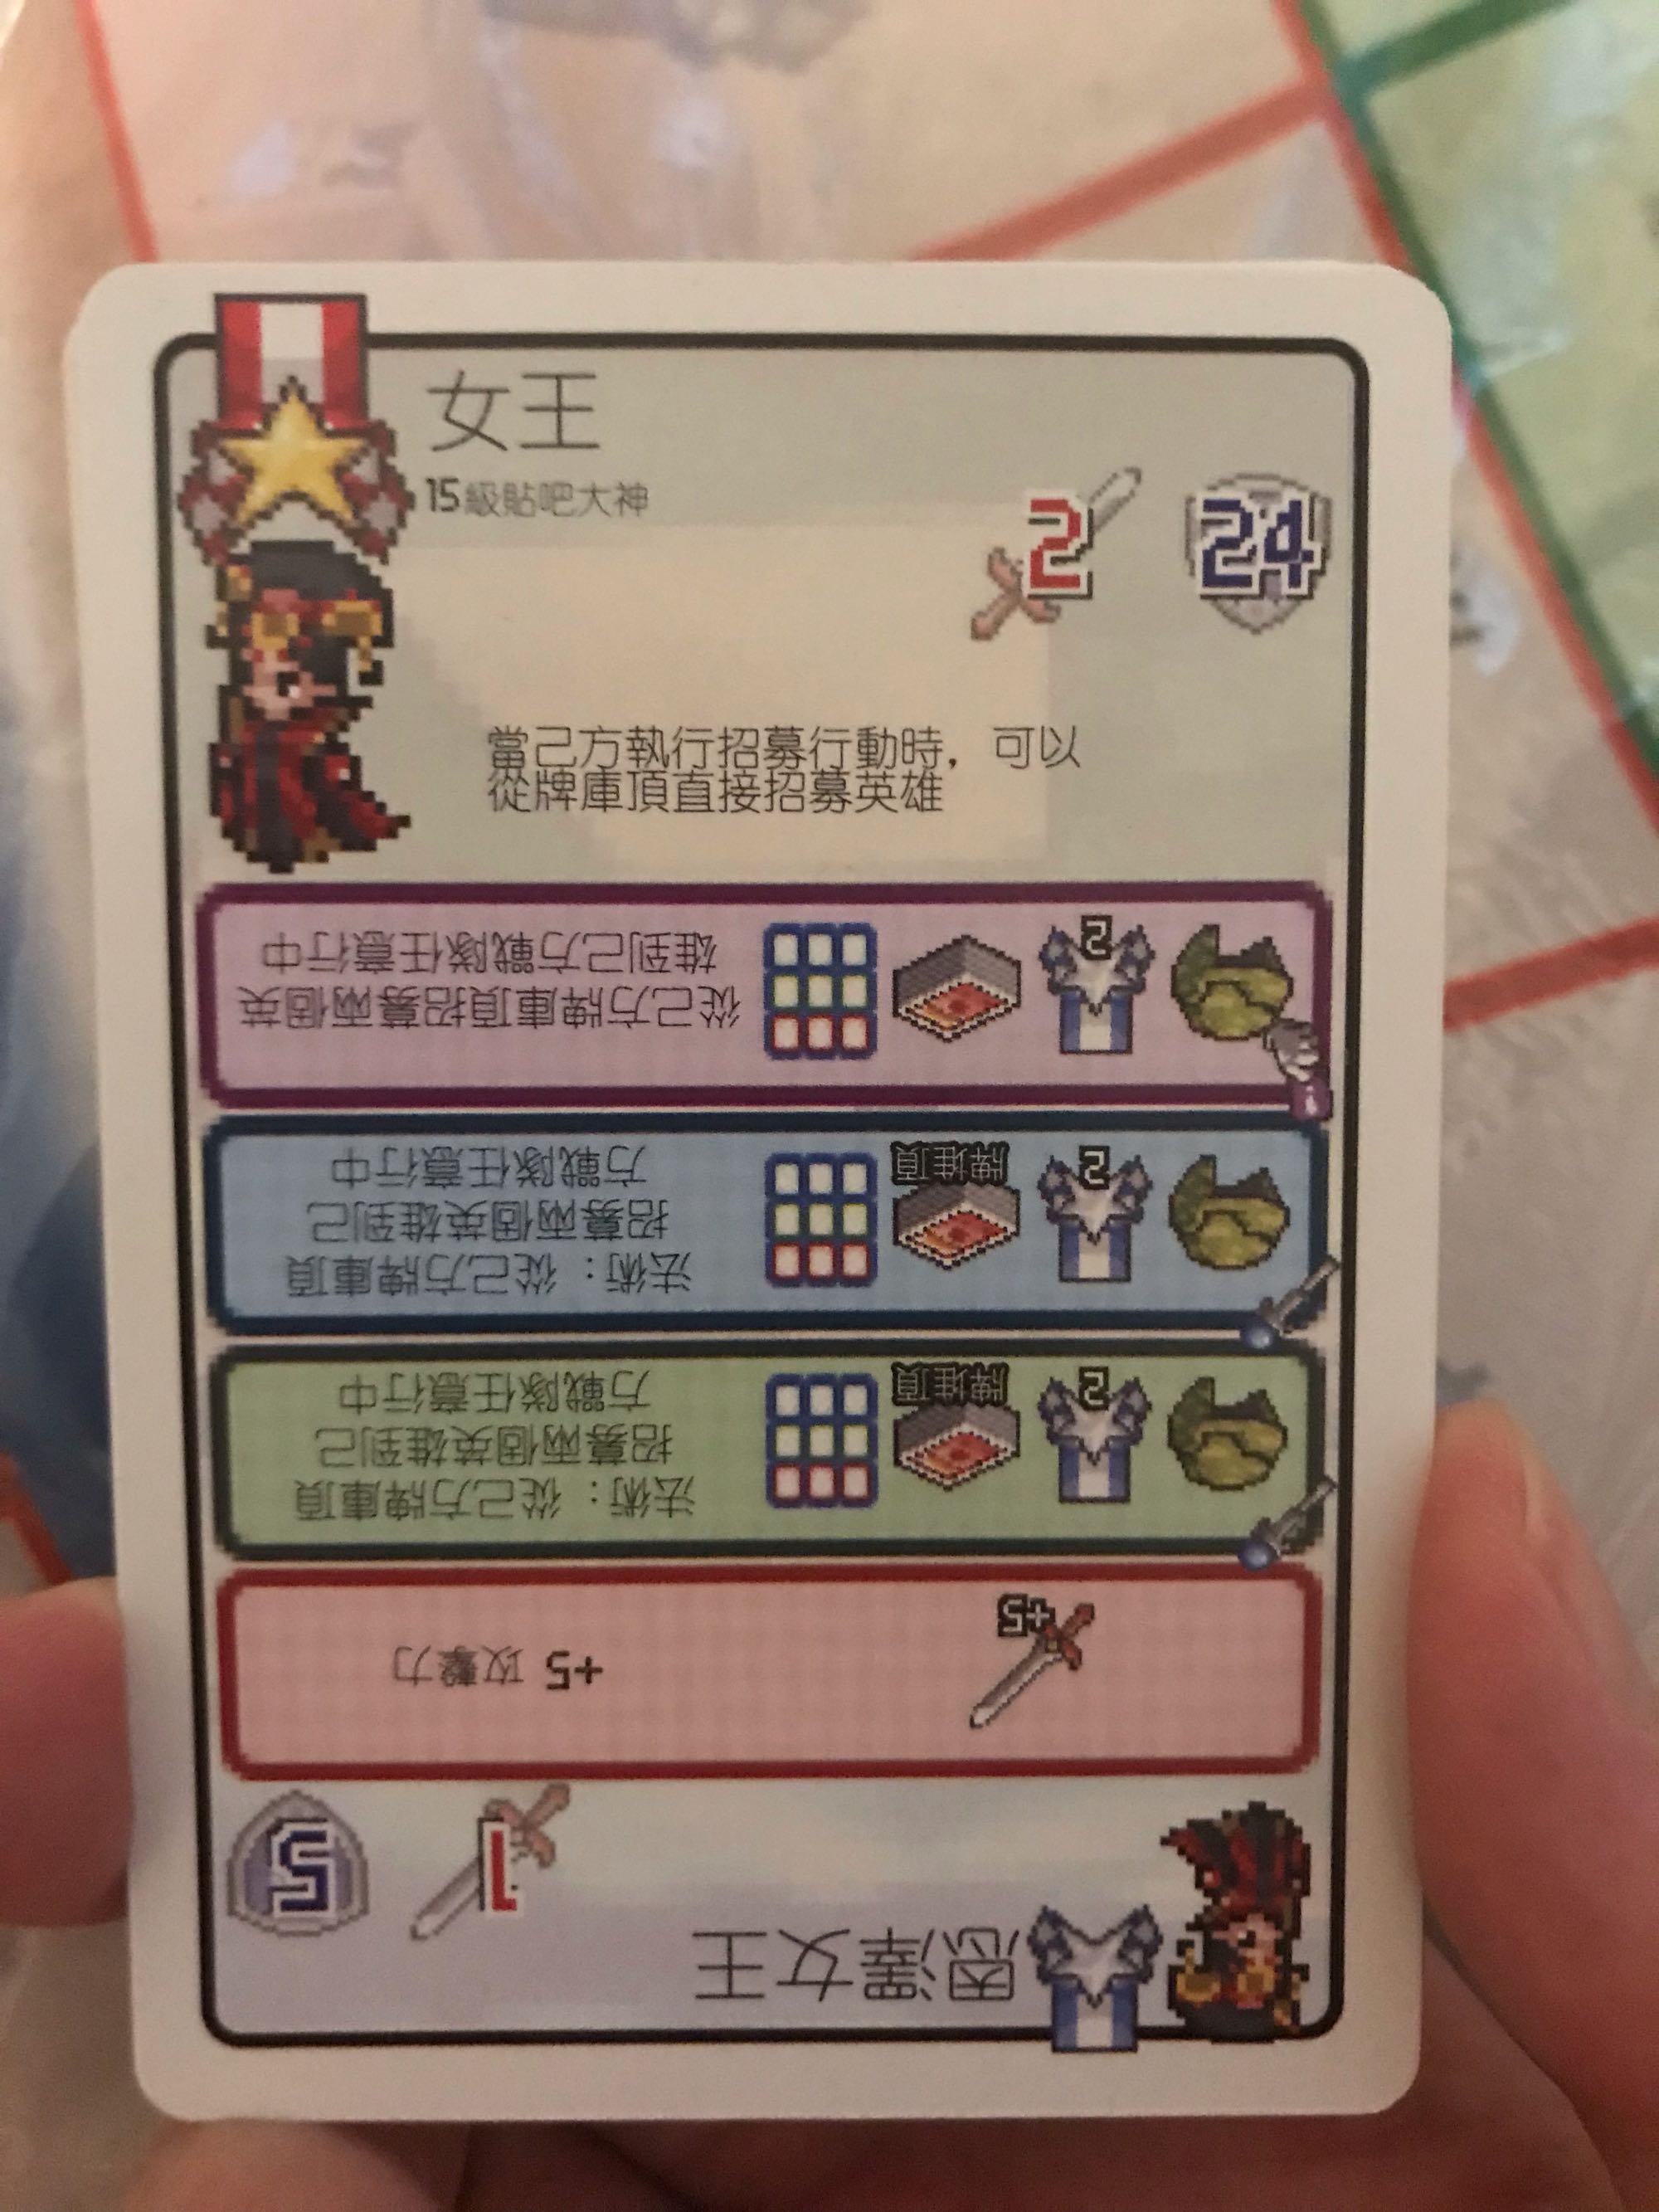 女王
15級貼吧大神
2
24
當己方執行招募行動時，可以
從牌庫頂直接招募英雄
恩澤女王
1
5
+5
+5 攻擊力
2
牌堆頂
法術：從己方牌庫頂
招募兩個英雄到己
方戰隊任意行中
2
牌堆頂
法術：從己方牌庫頂
招募兩個英雄到己
方戰隊任意行中
2
從己方牌庫頂招募兩個英
雄到己方戰隊任意行中